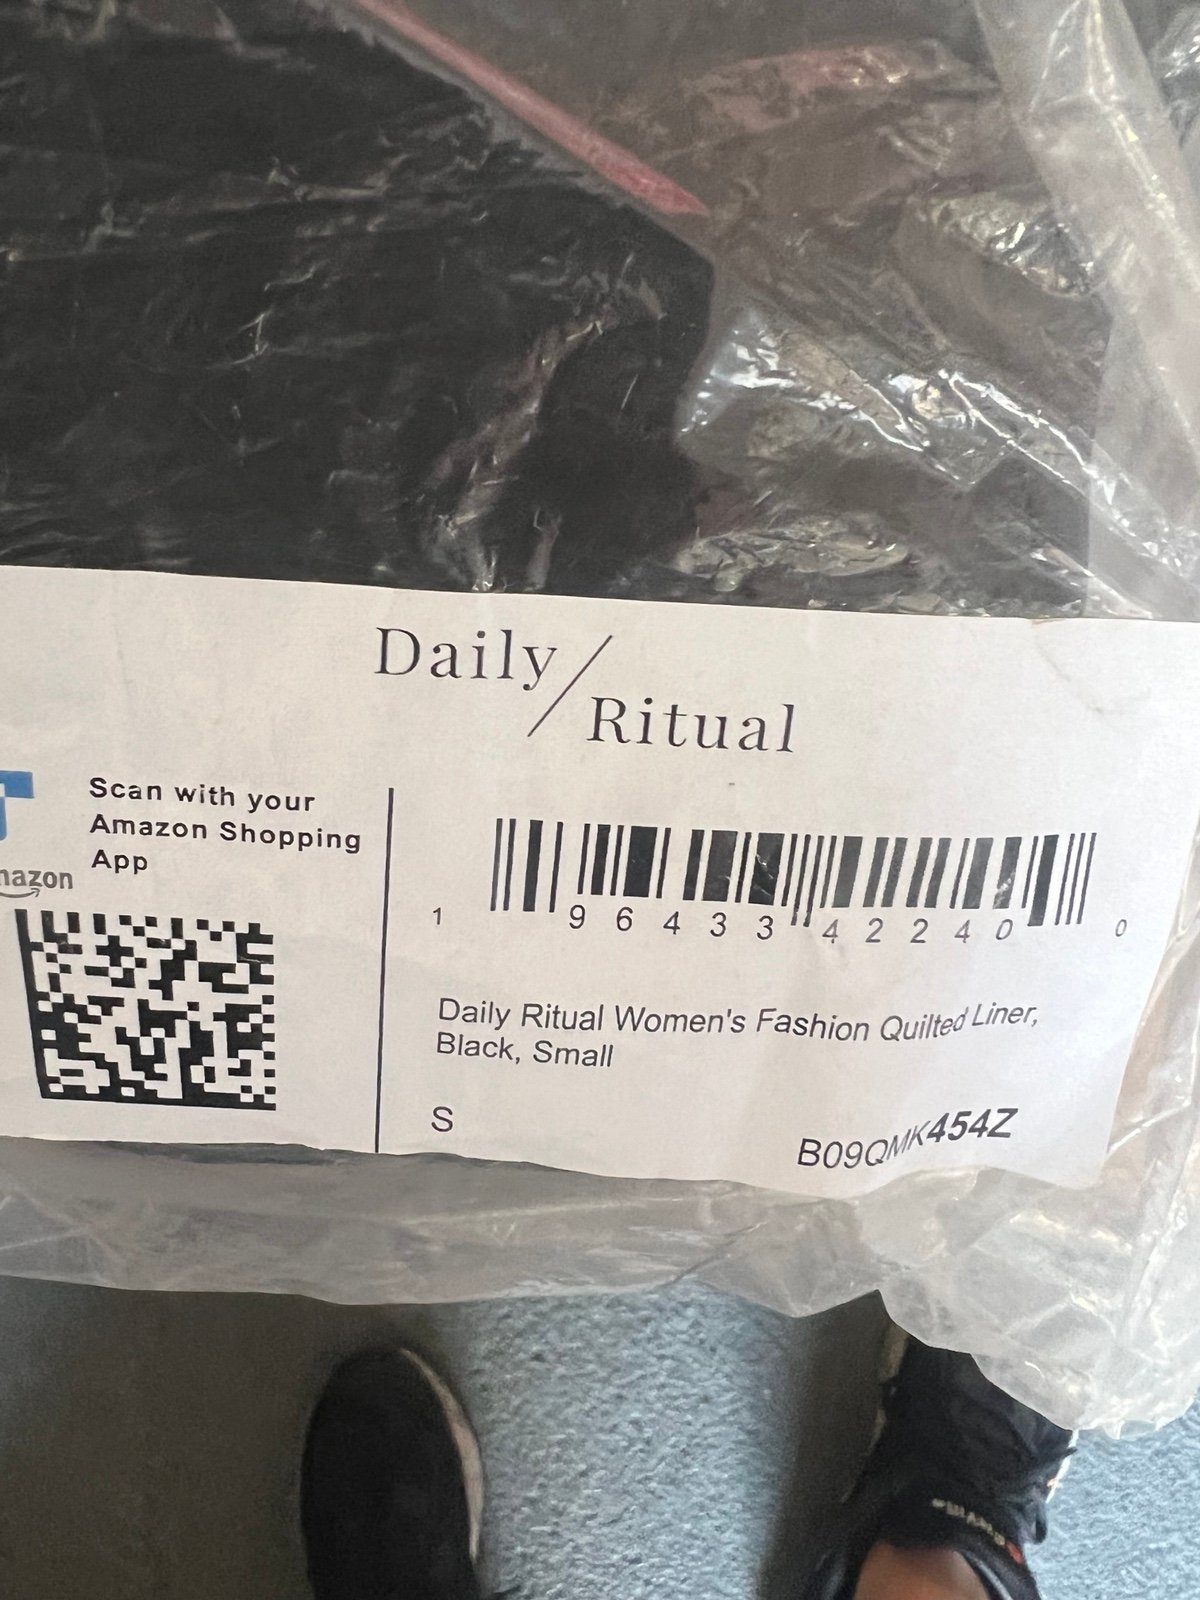 Daily
Ritual
Scan with your
Amazon Shopping
App
1 96433 42240 0
Daily Ritual Women's Fashion Quilted Liner,
Black, Small
S
B09QMK454Z